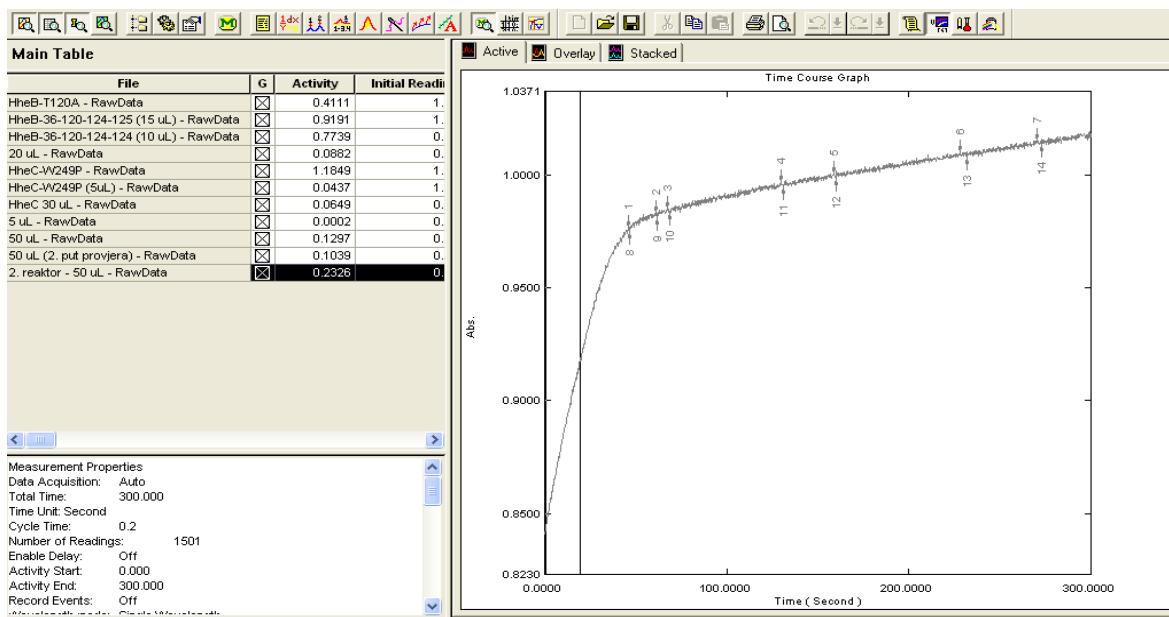 Main Table
File G Activity Initial Readi
HheB-T120A - RawData 0.4111 1.
HheB-36-120-124-125 (15 uL) - RawData 0.9191 1.
HheB-36-120-124-124 (10 uL) - RawData 0.7739 0.
20 uL - RawData 0.0882 0.
HheC-W249P - RawData 1.1849 1.
HheC-W249P (5uL) - RawData 0.0437 1.
HheC 30 uL - RawData 0.0649 0.
5 uL - RawData 0.0002 0.
50 uL - RawData 0.1297 0.
50 uL (2. put provjera) - RawData 0.1039 0.
2. reaktor - 50 uL - RawData 0.2326 0.
Measurement Properties
Data Acquisition: Auto
Total Time: 300.000
Time Unit: Second
Cycle Time: 0.2
Number of Readings: 1501
Enable Delay: Off
Activity Start: 0.000
Activity End: 300.000
Record Events: Off
Active Overlay Stacked
Time Course Graph
1.0371
1.0000
0.9500
0.9000
0.8500
0.8230
Abs.
1 2 3 4 5 6 7
8 9 10 11 12 13 14
0.0000 100.0000 200.0000 300.0000
Time ( Second )